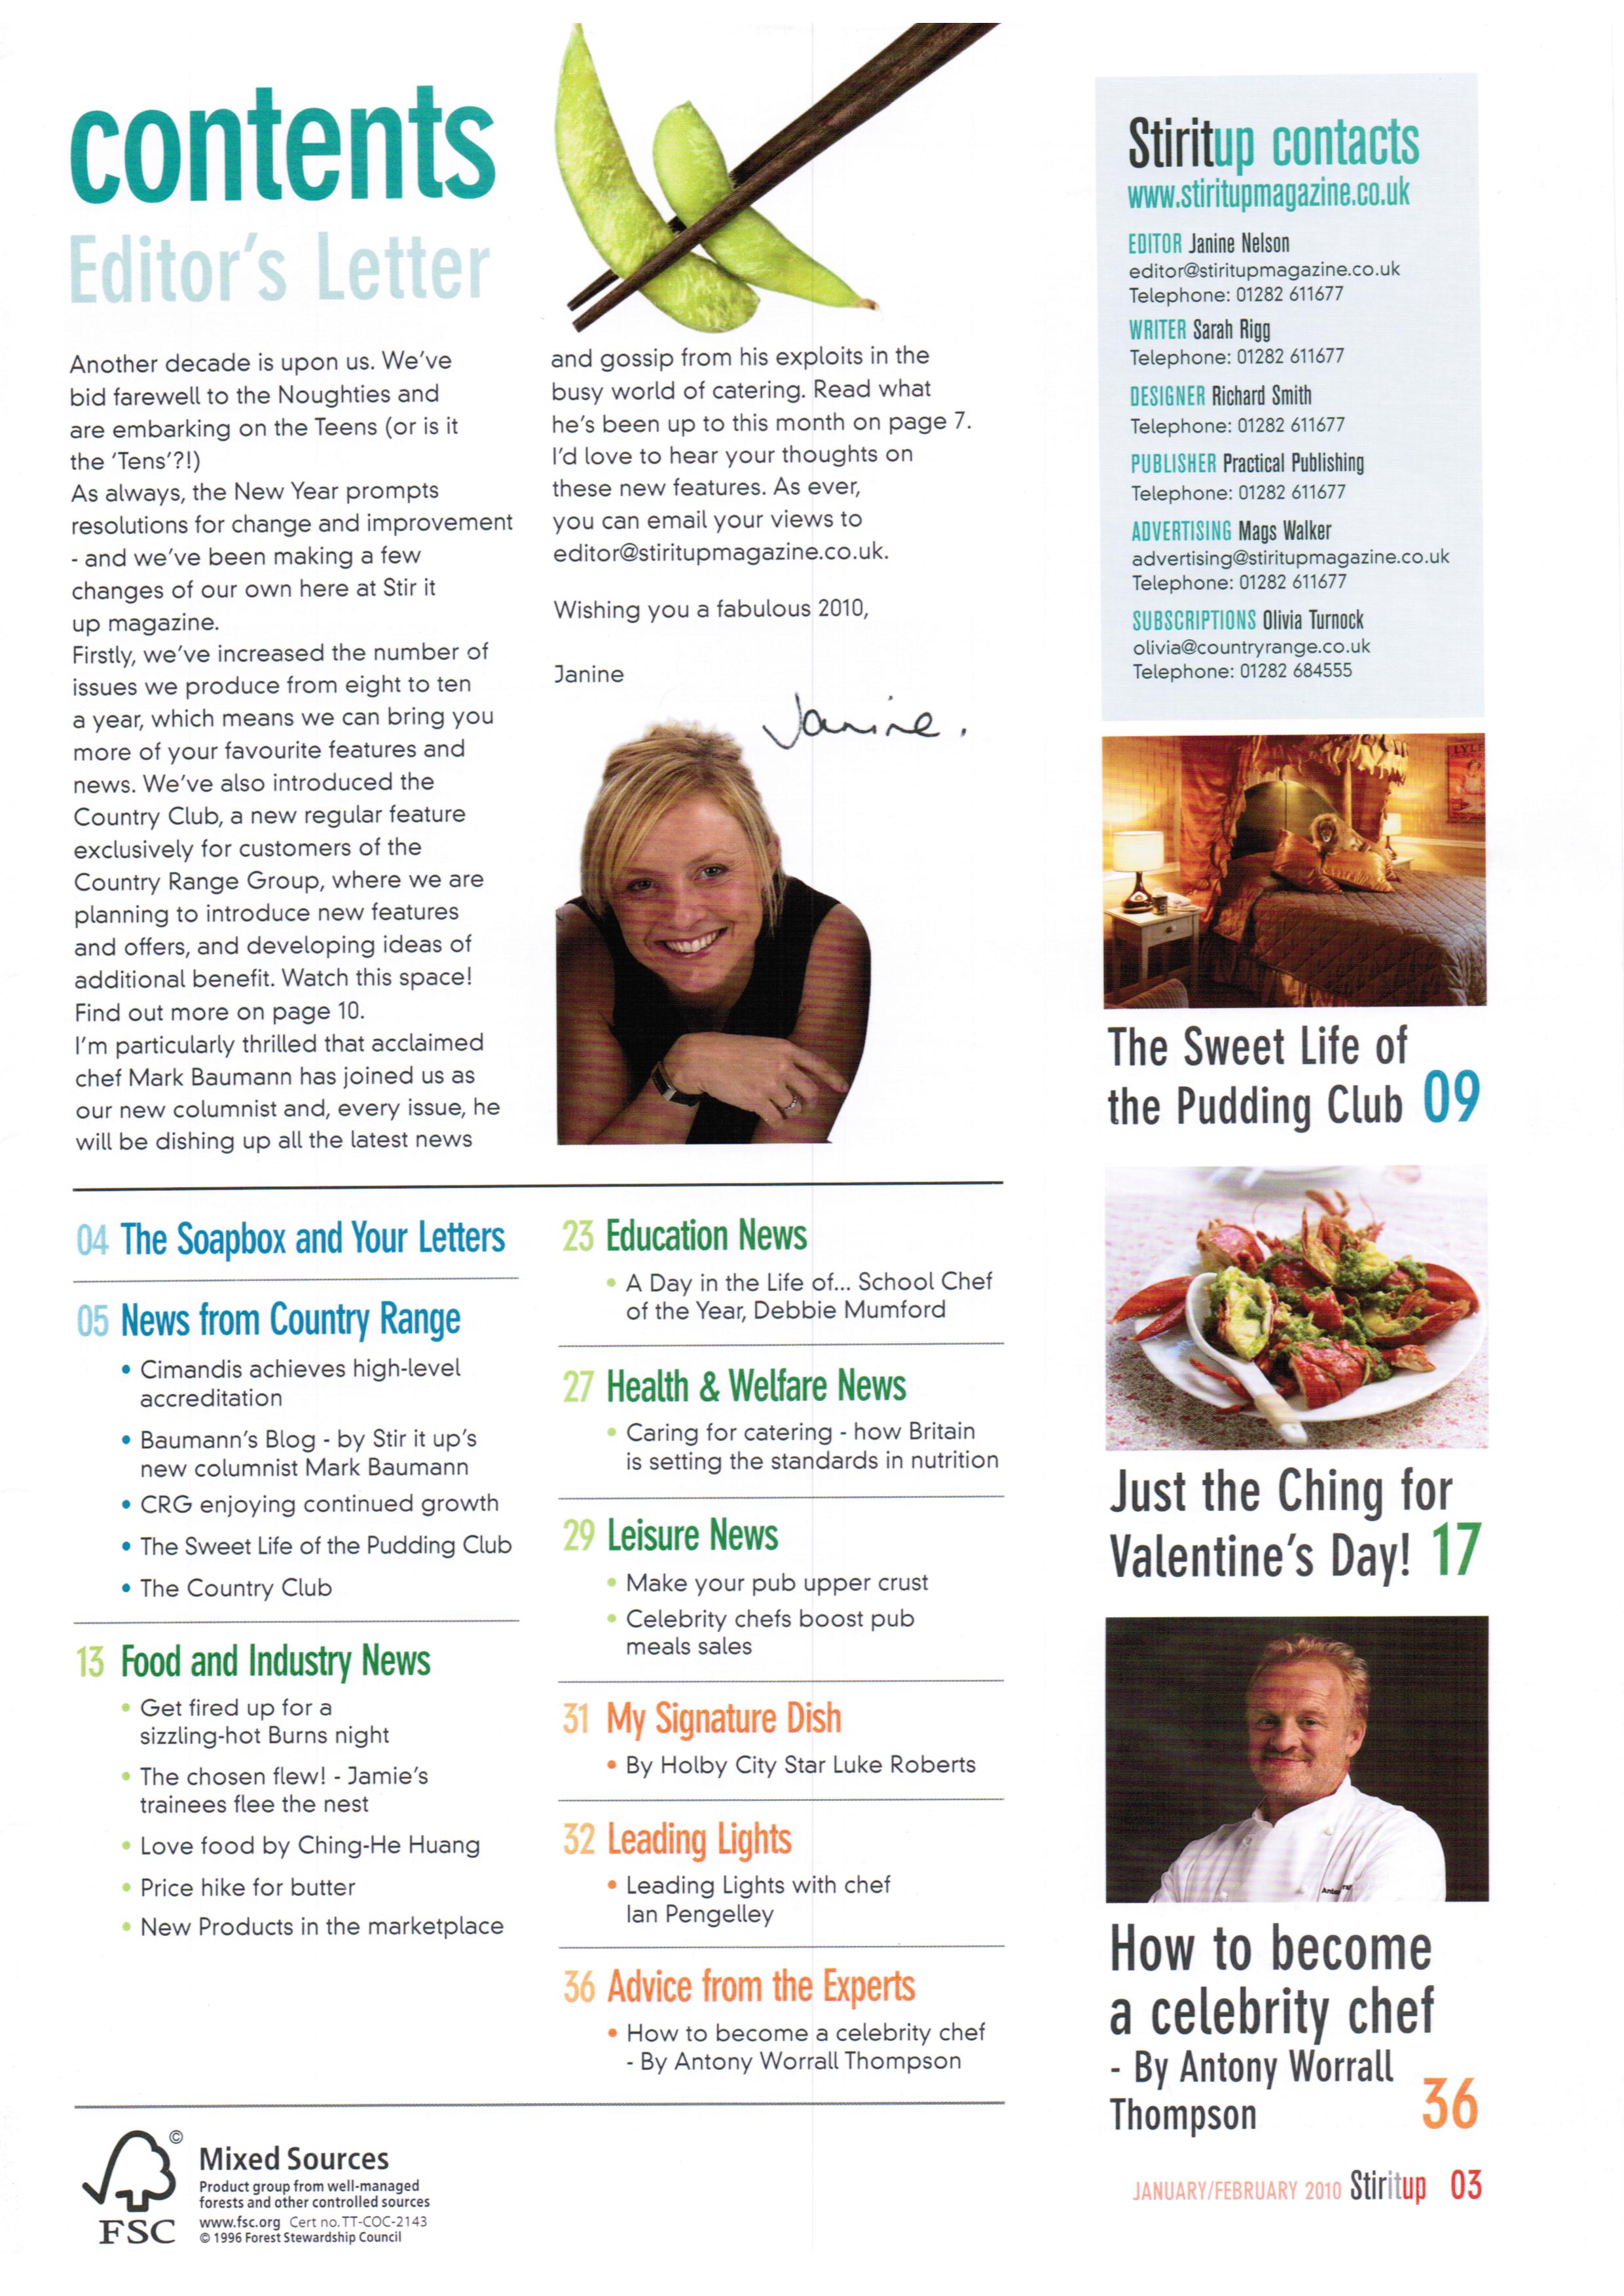 contents
Editor's Letter
Another decade is upon us. We've
bid farewell to the Noughties and
are embarking on the Teens (or is it
the 'Tens'?!)
As always, the New Year prompts
resolutions for change and improvement
- and we've been making a few
changes of our own here at Stir it
up magazine.
Firstly, we've increased the number of
issues we produce from eight to ten
a year, which means we can bring you
more of your favourite features and
news. We've also introduced the
Country Club, a new regular feature
exclusively for customers of the
Country Range Group, where we are
planning to introduce new features
and offers, and developing ideas of
additional benefit. Watch this space!
Find out more on page 10.
I'm particularly thrilled that acclaimed
chef Mark Baumann has joined us as
our new columnist and, every issue, he
will be dishing up all the latest news
and gossip from his exploits in the
busy world of catering. Read what
he's been up to this month on page 7.
I'd love to hear your thoughts on
these new features. As ever,
you can email your views to
editor@stiritupmagazine.co.uk.
Wishing you a fabulous 2010,
Janine
Janine.
04 The Soapbox and Your Letters
05 News from Country Range
• Cimandis achieves high-level
accreditation
• Baumann's Blog - by Stir it up's
new columnist Mark Baumann
• CRG enjoying continued growth
• The Sweet Life of the Pudding Club
• The Country Club
13 Food and Industry News
• Get fired up for a
sizzling-hot Burns night
• The chosen flew! - Jamie's
trainees flee the nest
• Love food by Ching-He Huang
• Price hike for butter
• New Products in the marketplace
23 Education News
• A Day in the Life of... School Chef
of the Year, Debbie Mumford
27 Health & Welfare News
• Caring for catering - how Britain
is setting the standards in nutrition
29 Leisure News
• Make your pub upper crust
• Celebrity chefs boost pub
meals sales
31 My Signature Dish
• By Holby City Star Luke Roberts
32 Leading Lights
• Leading Lights with chef
Ian Pengelley
36 Advice from the Experts
• How to become a celebrity chef
- By Antony Worrall Thompson
Stiritup contacts
www.stiritupmagazine.co.uk
EDITOR Janine Nelson
editor@stiritupmagazine.co.uk
Telephone: 01282 611677
WRITER Sarah Rigg
Telephone: 01282 611677
DESIGNER Richard Smith
Telephone: 01282 611677
PUBLISHER Practical Publishing
Telephone: 01282 611677
ADVERTISING Mags Walker
advertising@stiritupmagazine.co.uk
Telephone: 01282 611677
SUBSCRIPTIONS Olivia Turnock
olivia@countryrange.co.uk
Telephone: 01282 684555
LYLE
The Sweet Life of
the Pudding Club 09
Just the Ching for
Valentine's Day! 17
How to become
a celebrity chef
- By Antony Worrall
Thompson 36
©
FSC
Mixed Sources
Product group from well-managed
forests and other controlled sources
www.fsc.org Cert no. TT-COC-2143
© 1996 Forest Stewardship Council
JANUARY/FEBRUARY 2010 Stiritup 03